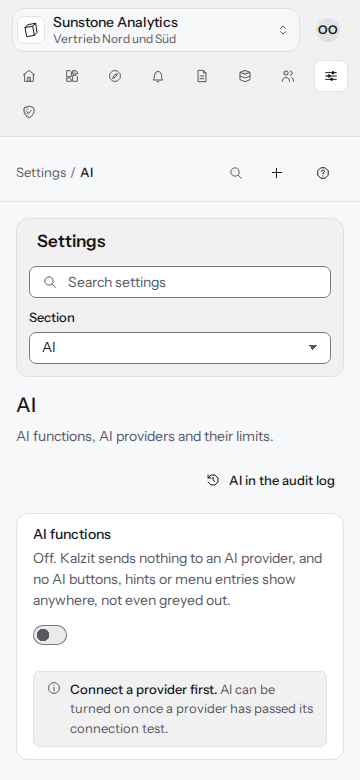 Sunstone Analytics
Vertrieb Nord und Süd
OO
Settings / AI
Settings
Search settings
Section
AI
AI
AI functions, AI providers and their limits.
AI in the audit log
AI functions
Off. Kalzit sends nothing to an AI provider, and
no AI buttons, hints or menu entries show
anywhere, not even greyed out.
Connect a provider first. AI can be
turned on once a provider has passed its
connection test.